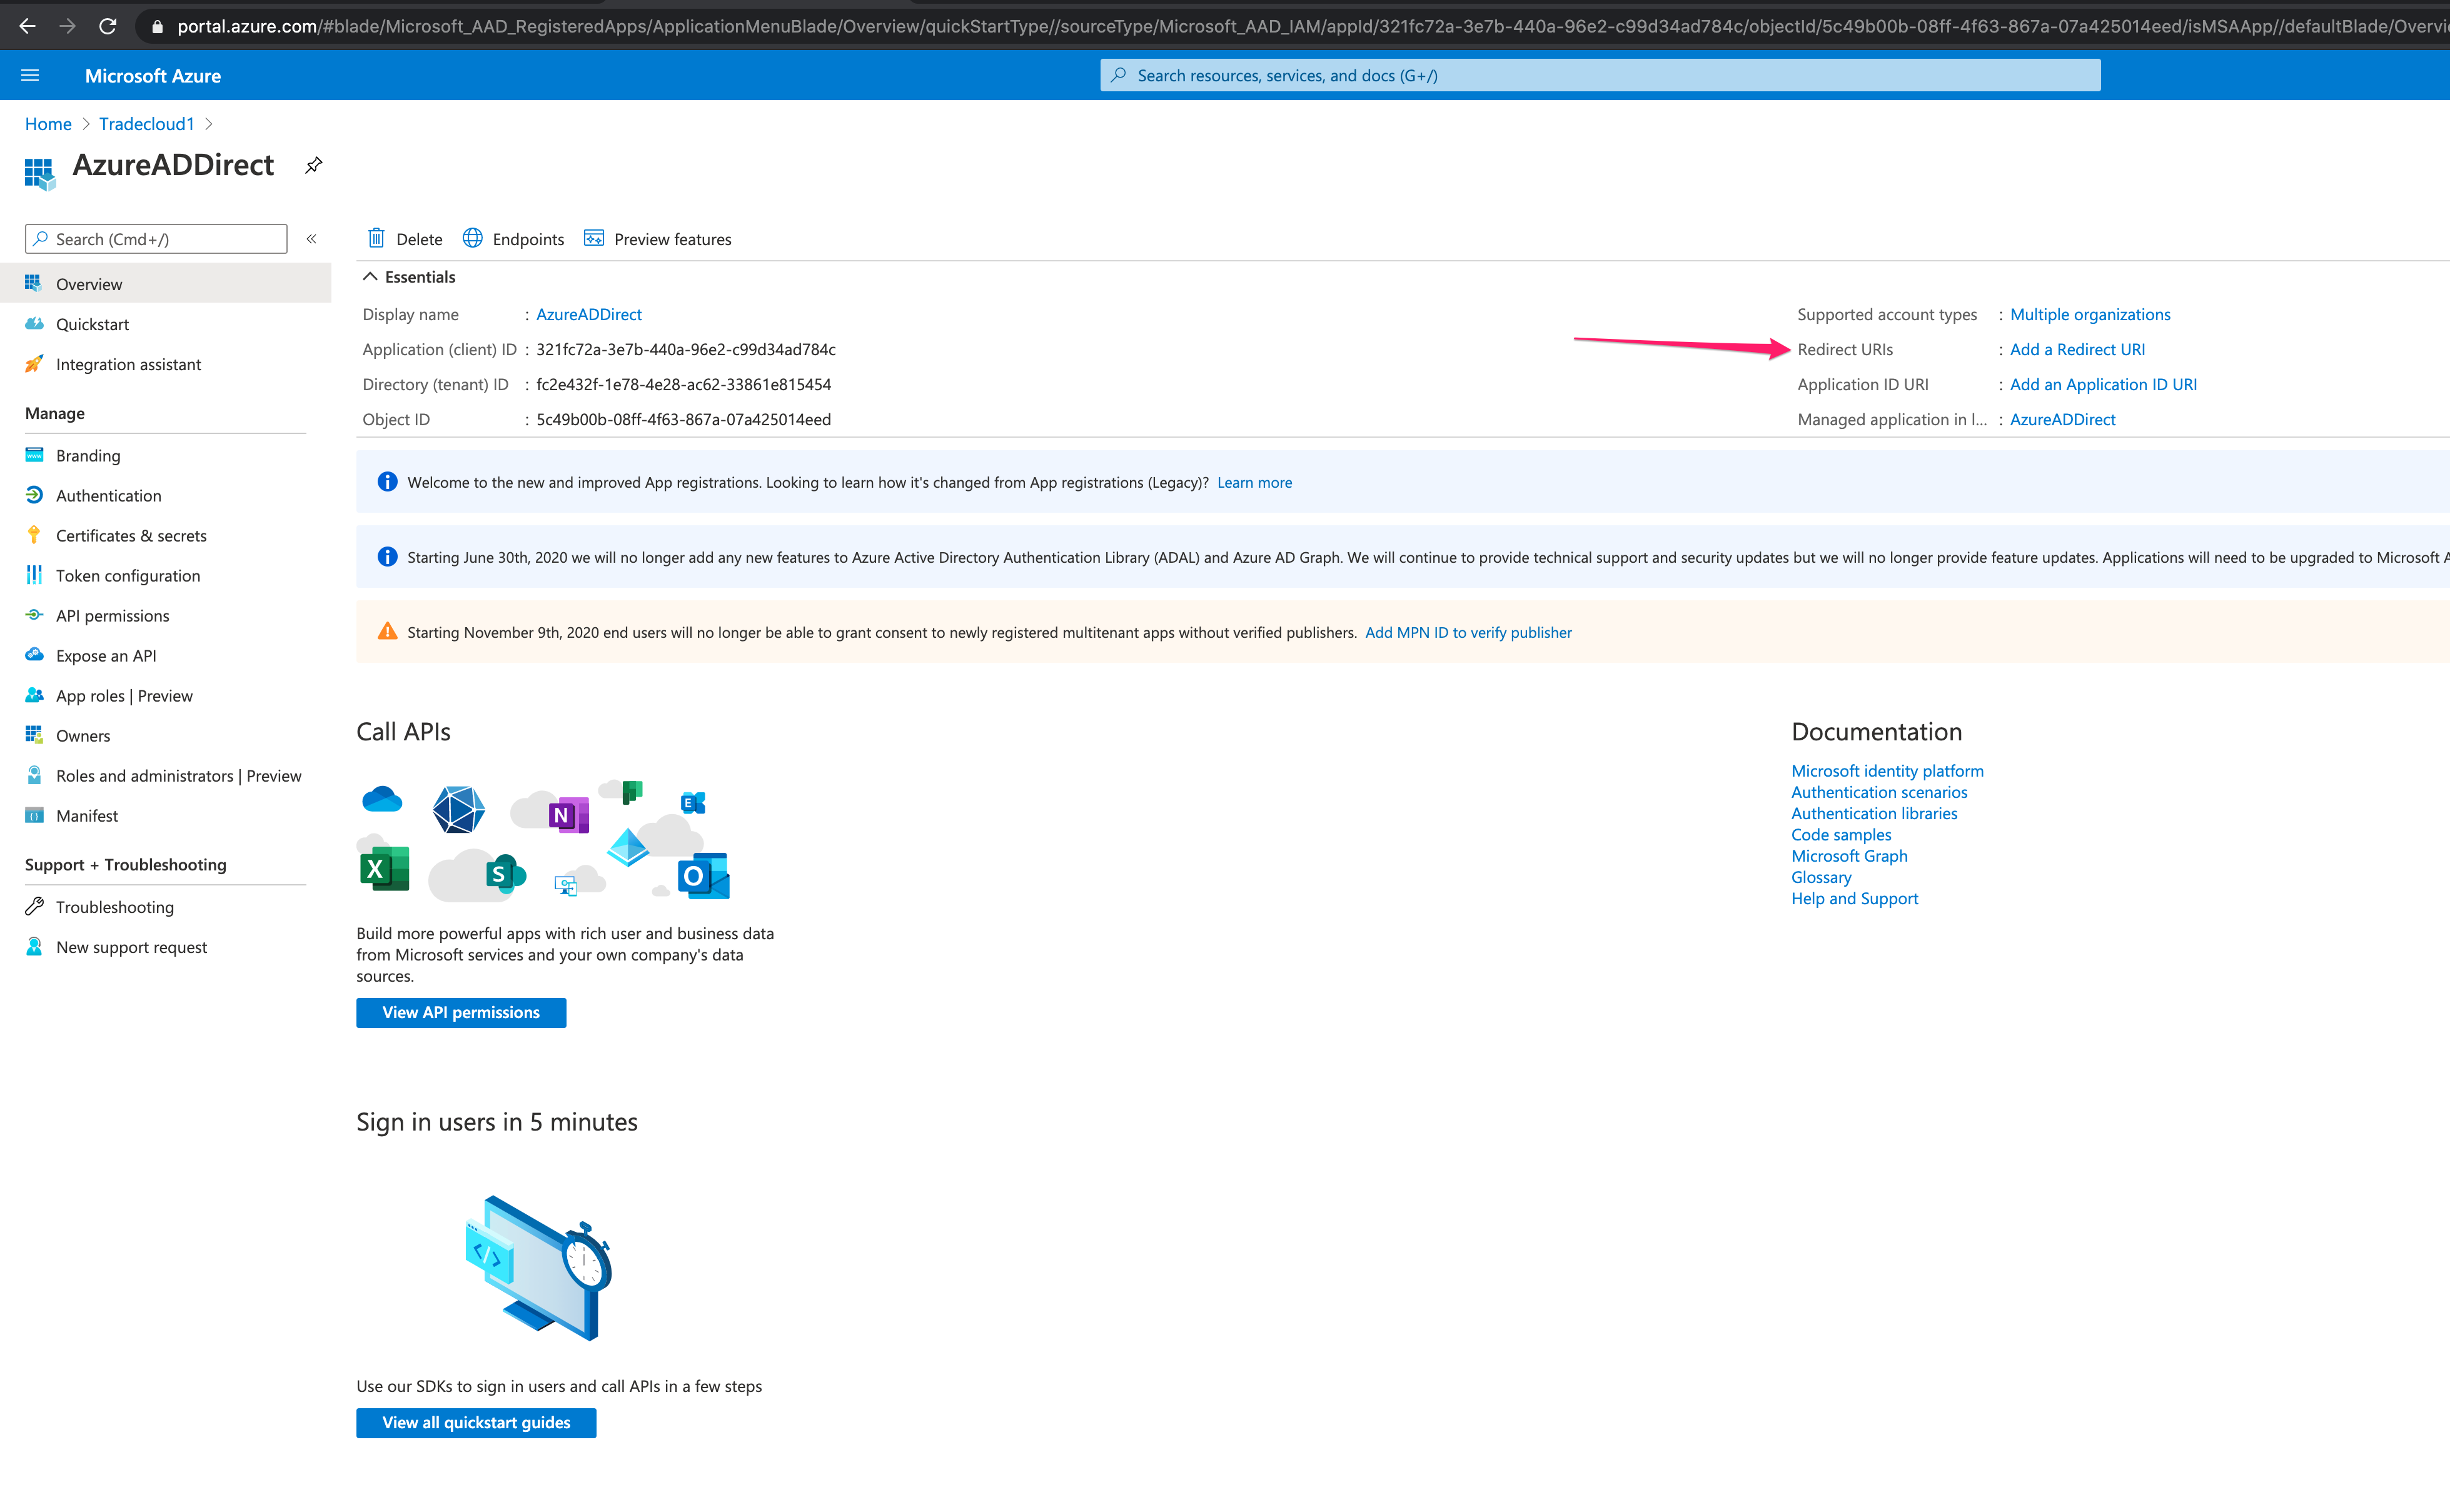 portal.azure.com/#blade/Microsoft_AAD_RegisteredApps/ApplicationMenuBlade/Overview/quickStartType//sourceType/Microsoft_AAD_IAM/appId/321fc72a-3e7b-440a-96e2-c99d34ad784c/objectId/5c49b00b-08ff-4f63-867a-07a425014eed/isMSAApp//defaultBlade/Overvi
Microsoft Azure
Search resources, services, and docs (G+/)
Home > Tradecloud1 >
AzureADDirect
Search (Cmd+/)
«
Delete
Endpoints
Preview features
Overview
Quickstart
Integration assistant
Manage
Branding
Authentication
Certificates & secrets
Token configuration
API permissions
Expose an API
App roles | Preview
Owners
Roles and administrators | Preview
Manifest
Support + Troubleshooting
Troubleshooting
New support request
Essentials
Display name : AzureADDirect
Application (client) ID : 321fc72a-3e7b-440a-96e2-c99d34ad784c
Directory (tenant) ID : fc2e432f-1e78-4e28-ac62-33861e815454
Object ID : 5c49b00b-08ff-4f63-867a-07a425014eed
Supported account types : Multiple organizations
Redirect URIs : Add a Redirect URI
Application ID URI : Add an Application ID URI
Managed application in l... : AzureADDirect
Welcome to the new and improved App registrations. Looking to learn how it's changed from App registrations (Legacy)? Learn more
Starting June 30th, 2020 we will no longer add any new features to Azure Active Directory Authentication Library (ADAL) and Azure AD Graph. We will continue to provide technical support and security updates but we will no longer provide feature updates. Applications will need to be upgraded to Microsoft A
Starting November 9th, 2020 end users will no longer be able to grant consent to newly registered multitenant apps without verified publishers. Add MPN ID to verify publisher
Call APIs
N
E
X
S
O
Build more powerful apps with rich user and business data
from Microsoft services and your own company's data
sources.
View API permissions
Documentation
Microsoft identity platform
Authentication scenarios
Authentication libraries
Code samples
Microsoft Graph
Glossary
Help and Support
Sign in users in 5 minutes
</>
Use our SDKs to sign in users and call APIs in a few steps
View all quickstart guides